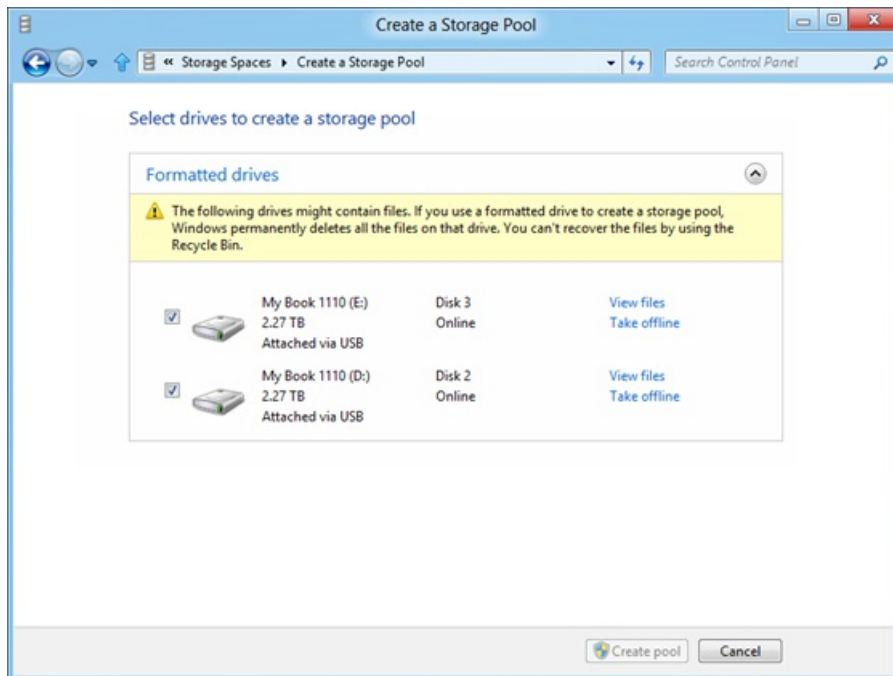 Create a Storage Pool
« Storage Spaces ▸ Create a Storage Pool
Search Control Panel
Select drives to create a storage pool
Formatted drives
The following drives might contain files. If you use a formatted drive to create a storage pool,
Windows permanently deletes all the files on that drive. You can't recover the files by using the
Recycle Bin.
My Book 1110 (E:) Disk 3 View files
2.27 TB Online Take offline
Attached via USB
My Book 1110 (D:) Disk 2 View files
2.27 TB Online Take offline
Attached via USB
Create pool Cancel